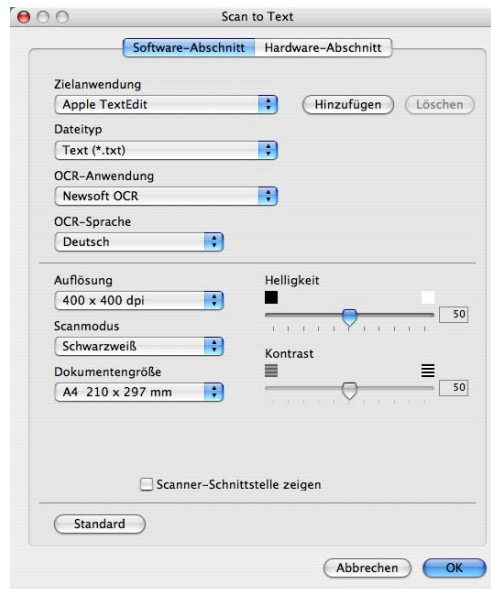 Scan to Text
Software-Abschnitt Hardware-Abschnitt
Zielanwendung
Apple TextEdit Hinzufügen Löschen
Dateityp
Text (*.txt)
OCR-Anwendung
Newsoft OCR
OCR-Sprache
Deutsch
Auflösung
400 x 400 dpi
Scanmodus
Schwarzweiß
Dokumentengröße
A4 210 x 297 mm
Helligkeit
50
Kontrast
50
Scanner-Schnittstelle zeigen
Standard
Abbrechen OK